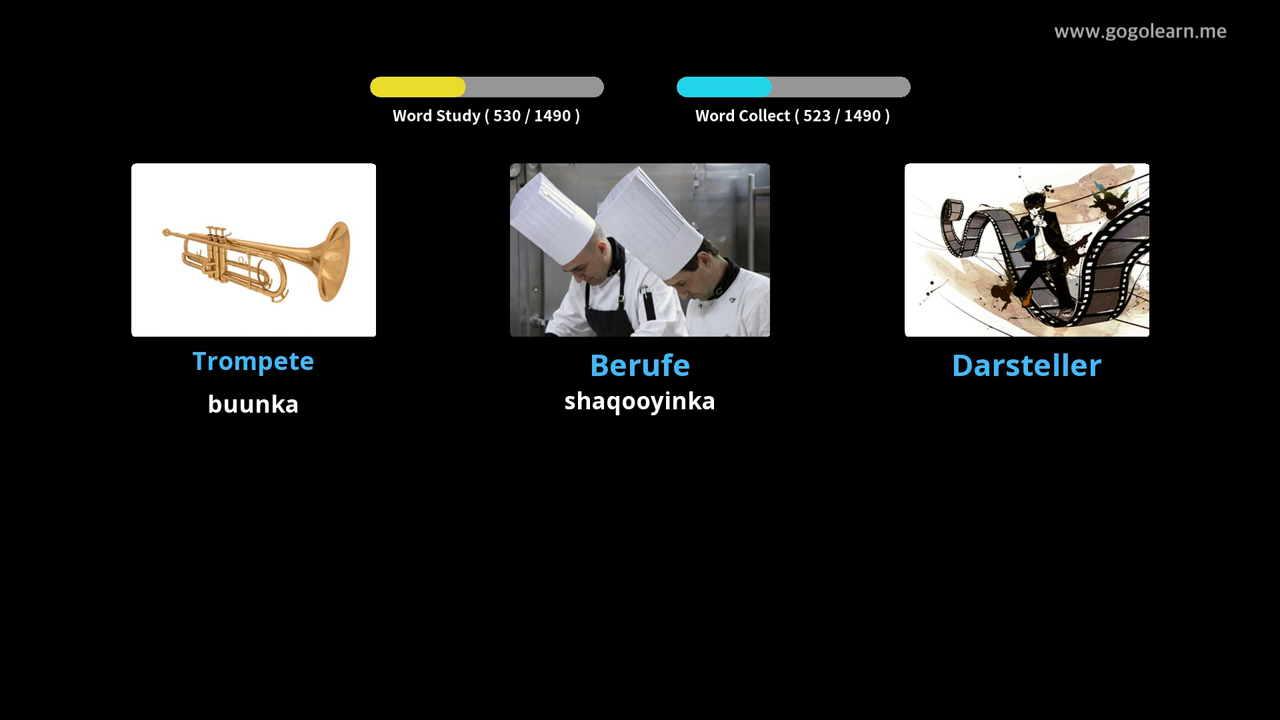 www.gogolearn.me
Word Study ( 530 / 1490 )
Word Collect ( 523 / 1490 )
Trompete
buunka
Berufe
shaqooyinka
Darsteller